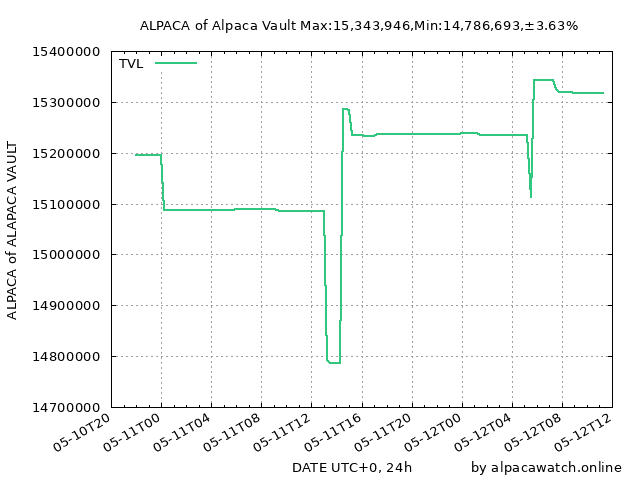 ALPACA of Alpaca Vault Max:15,343,946,Min:14,786,693,±3.63%
TVL
ALPACA of ALAPACA VAULT
15400000
15300000
15200000
15100000
15000000
14900000
14800000
14700000
05-10T20
05-11T00
05-11T04
05-11T08
05-11T12
05-11T16
05-11T20
05-12T00
05-12T04
05-12T08
05-12T12
DATE UTC+0, 24h
by alpacawatch.online